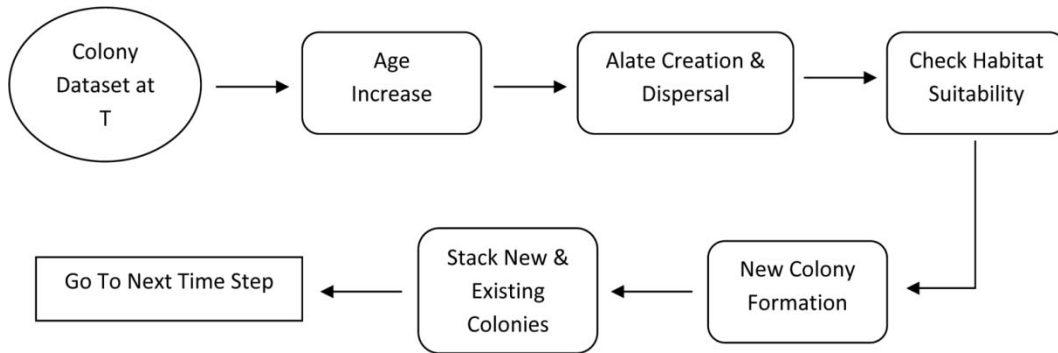 Colony
Dataset at
T
Age
Increase
Alate Creation &
Dispersal
Check Habitat
Suitability
New Colony
Formation
Stack New &
Existing
Colonies
Go To Next Time Step